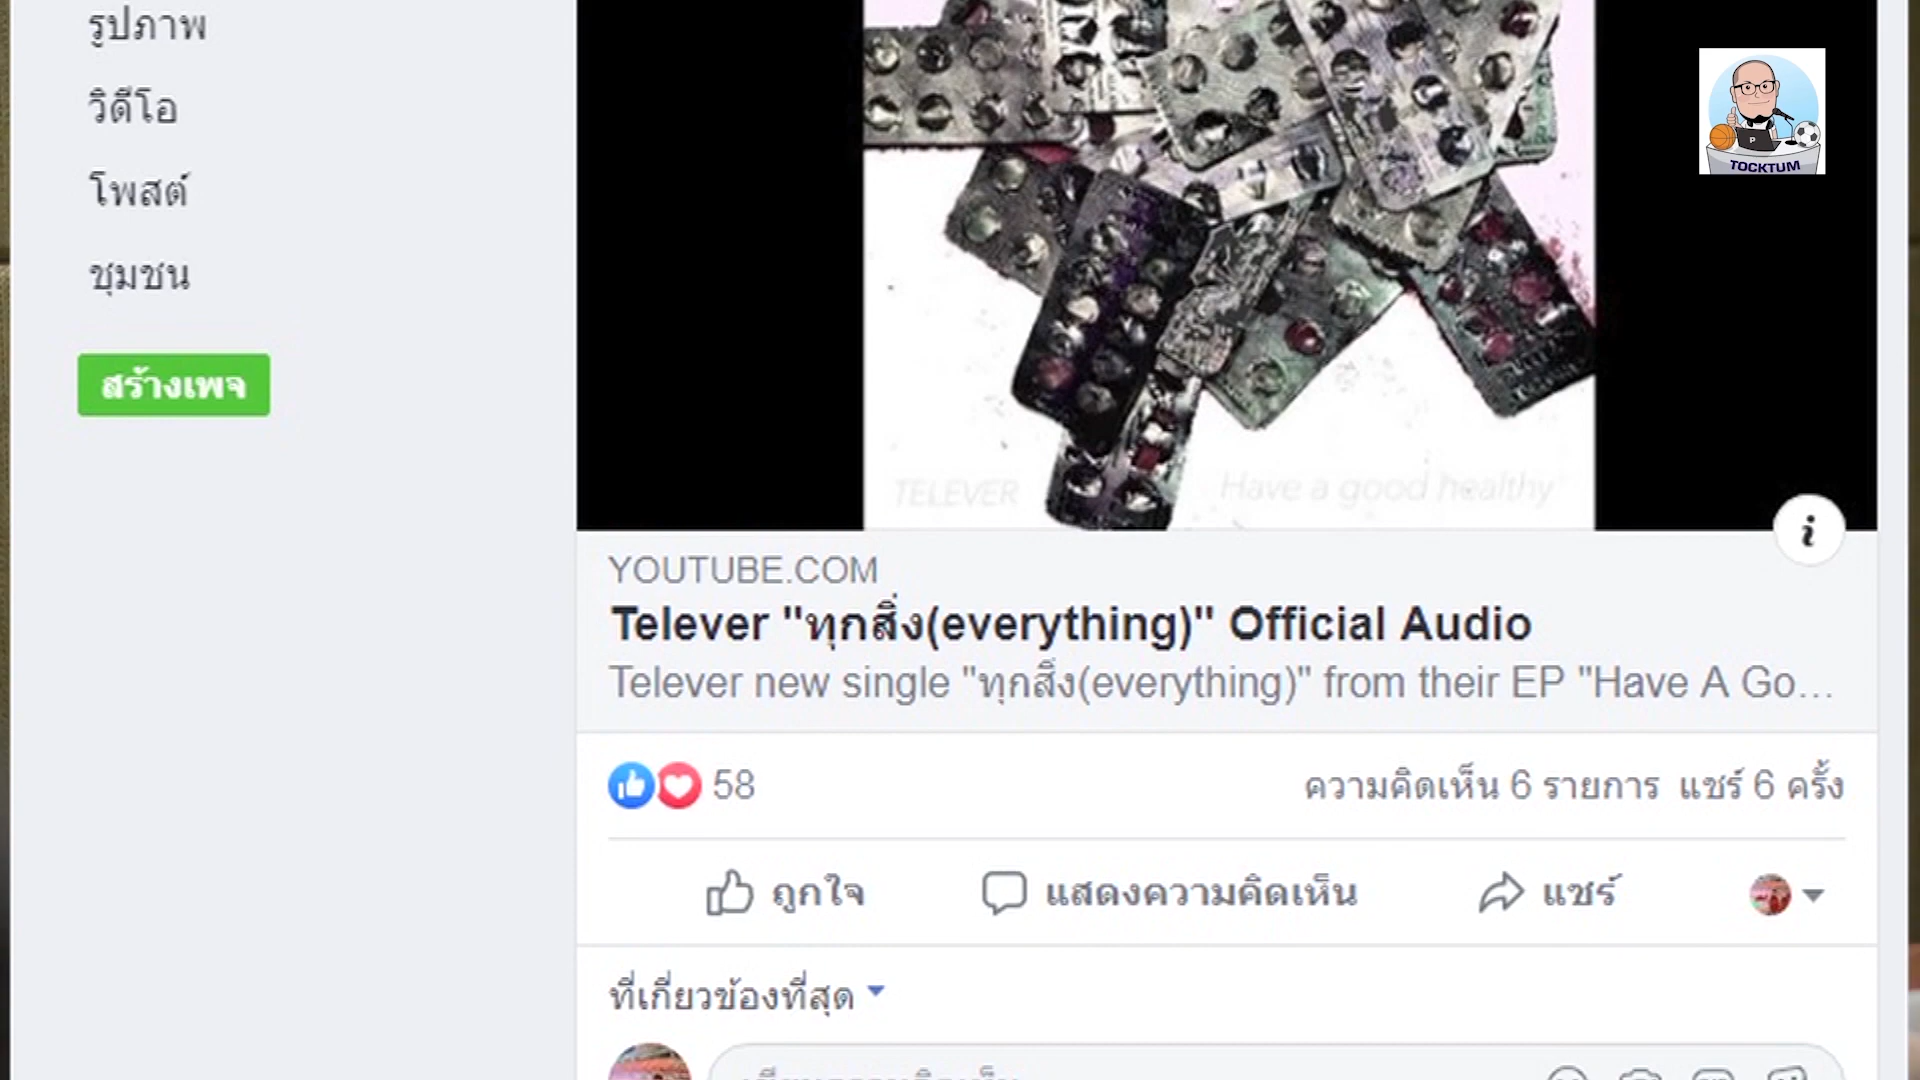 รูปภาพ
วิดีโอ
โพสต์
ชุมชน
สร้างเพจ
TOCKTUM
TELEVER Have a good healthy
YOUTUBE.COM
Telever "ทุกสิ่ง(everything)" Official Audio
Telever new single "ทุกสิ่ง(everything)" from their EP "Have A Go...
58 ความคิดเห็น 6 รายการ แชร์ 6 ครั้ง
ถูกใจ แสดงความคิดเห็น แชร์
ที่เกี่ยวข้องที่สุด